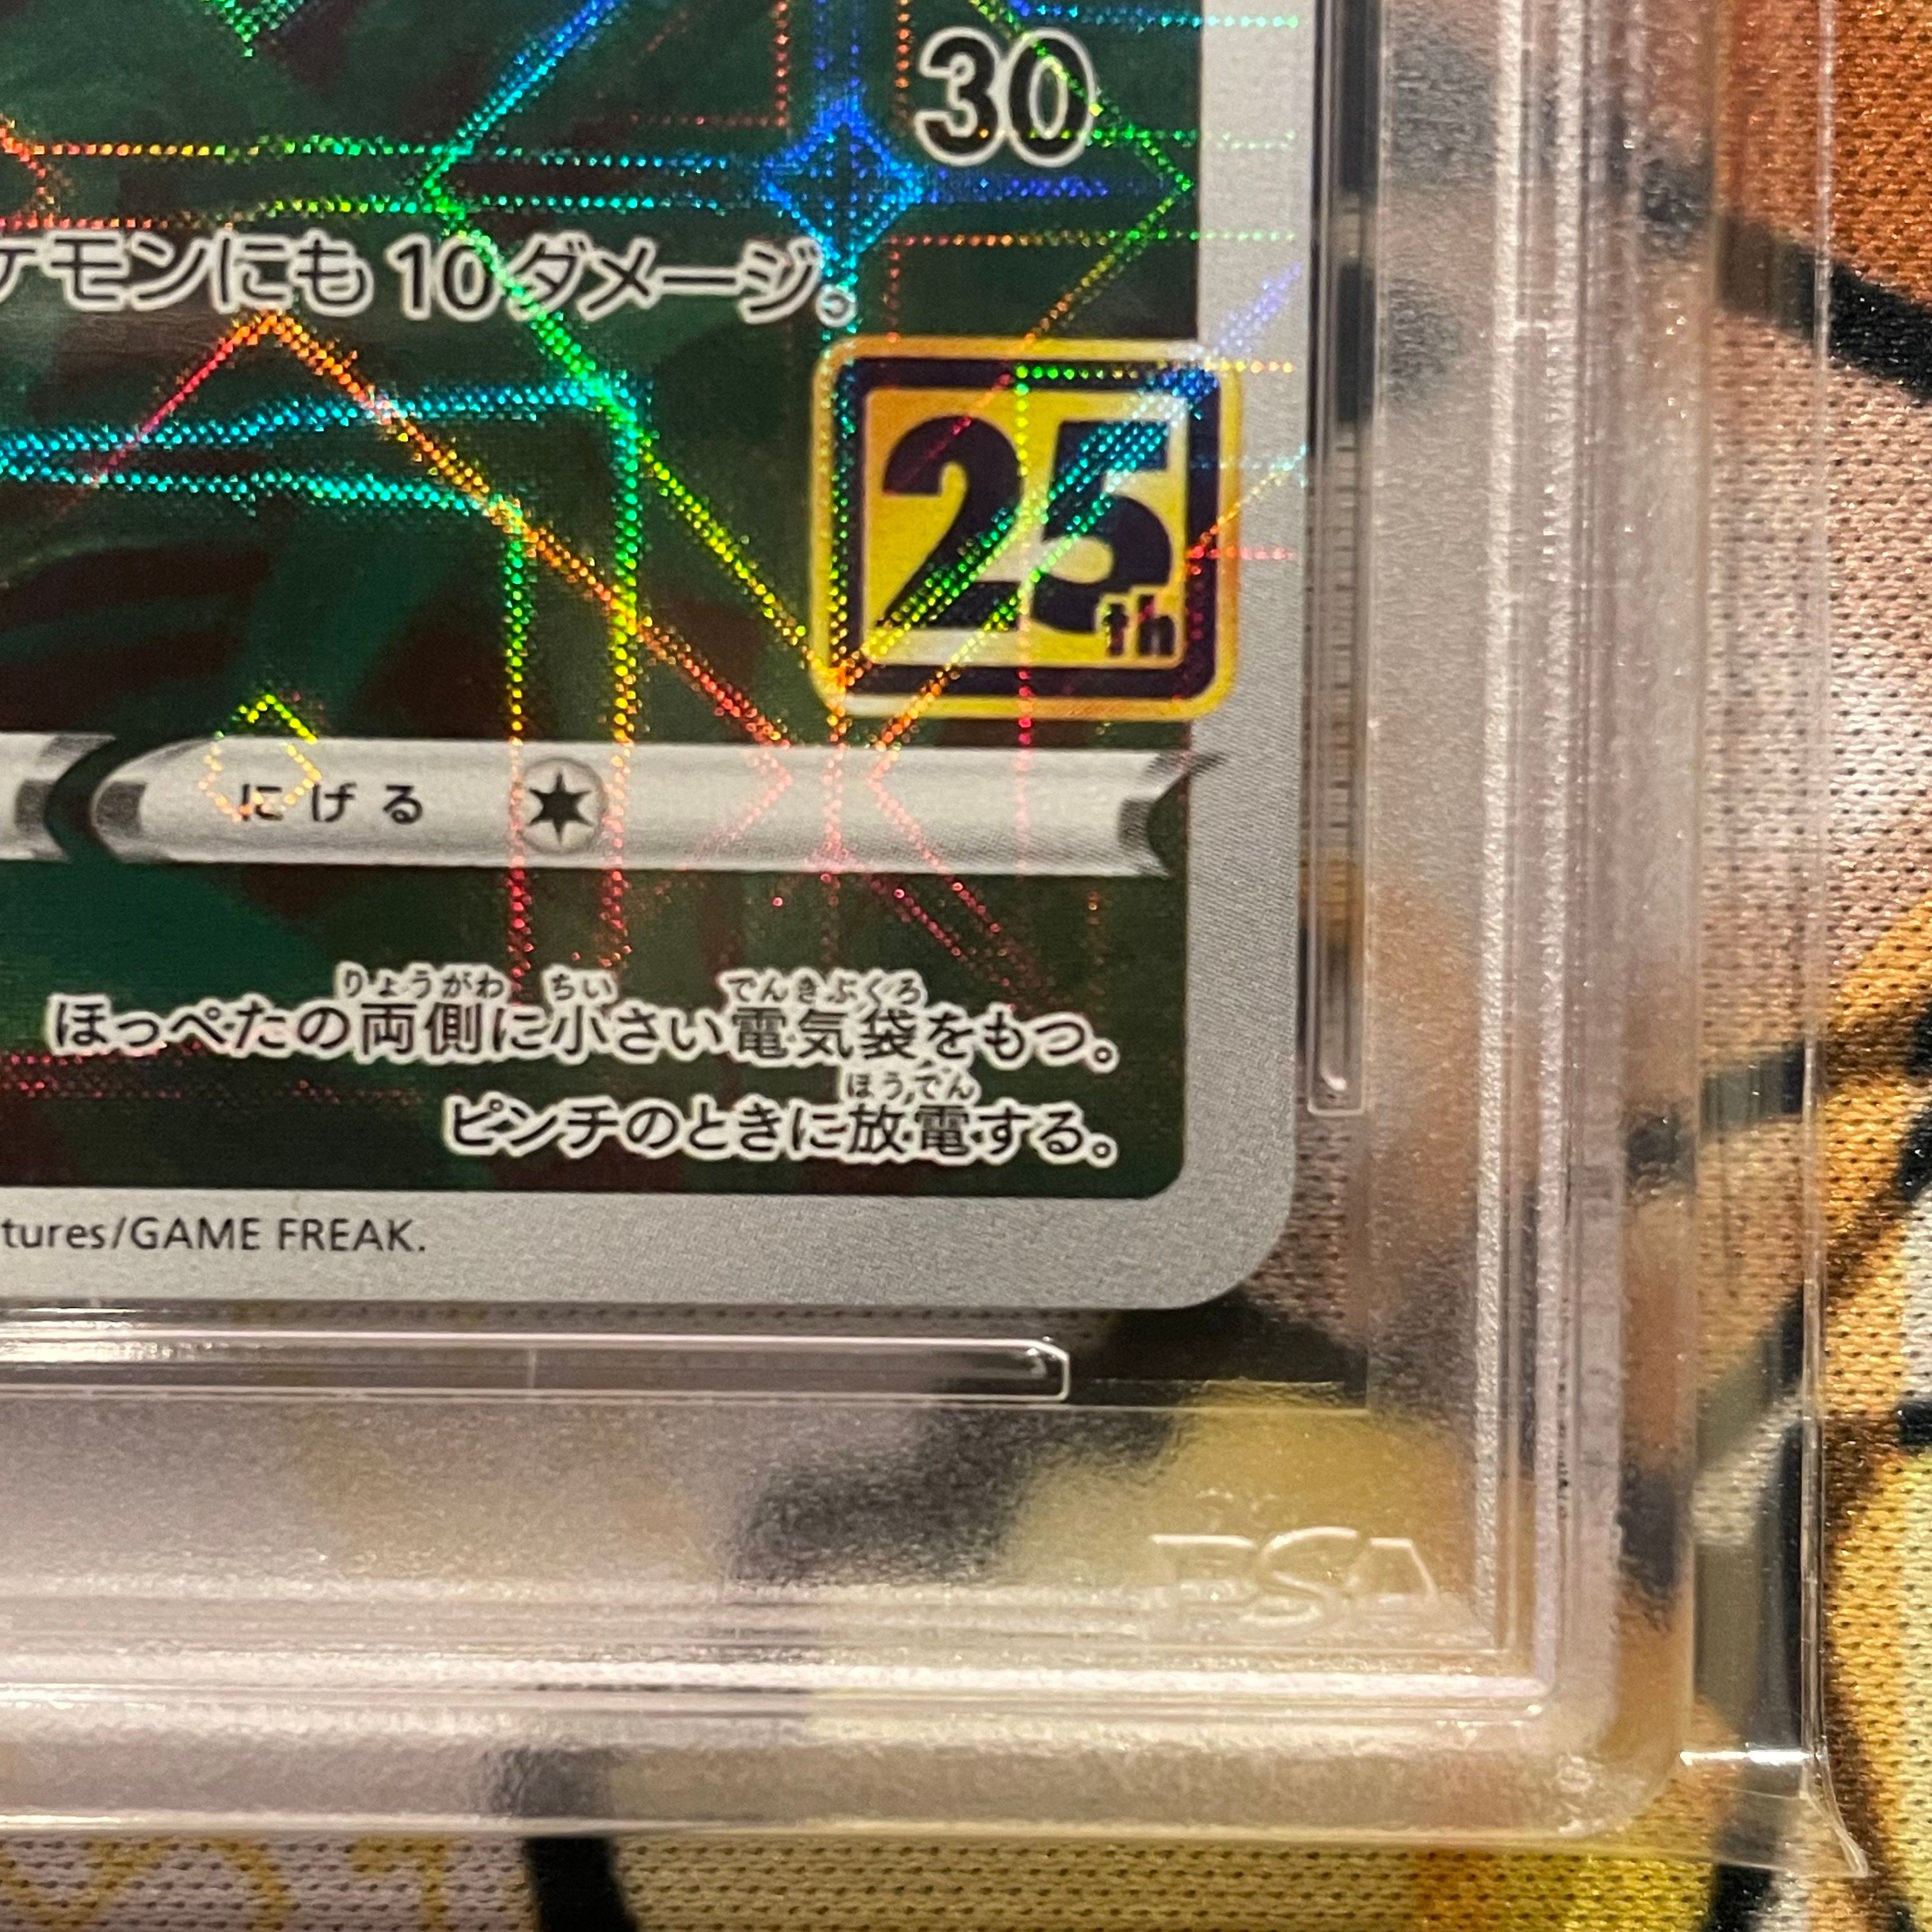 30
ケモンにも10ダメージ。
25th
にげる
りょうがわ ちい でんきぶくろ
ほっぺたの両側に小さい電気袋をもつ。
ほうでん
ピンチのときに放電する。
tures/GAME FREAK.
PSA